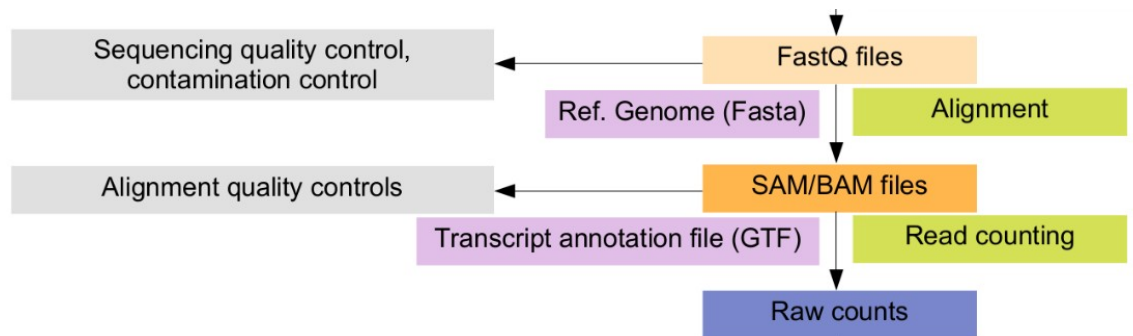 Sequencing quality control,
contamination control
FastQ files
Ref. Genome (Fasta)
Alignment
Alignment quality controls
SAM/BAM files
Transcript annotation file (GTF)
Read counting
Raw counts